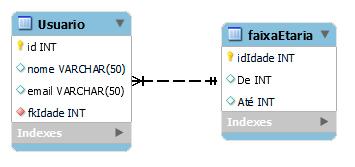 Usuario
id INT
nome VARCHAR(50)
email VARCHAR(50)
fkIdade INT
Indexes
faixaEtaria
idIdade INT
De INT
Até INT
Indexes